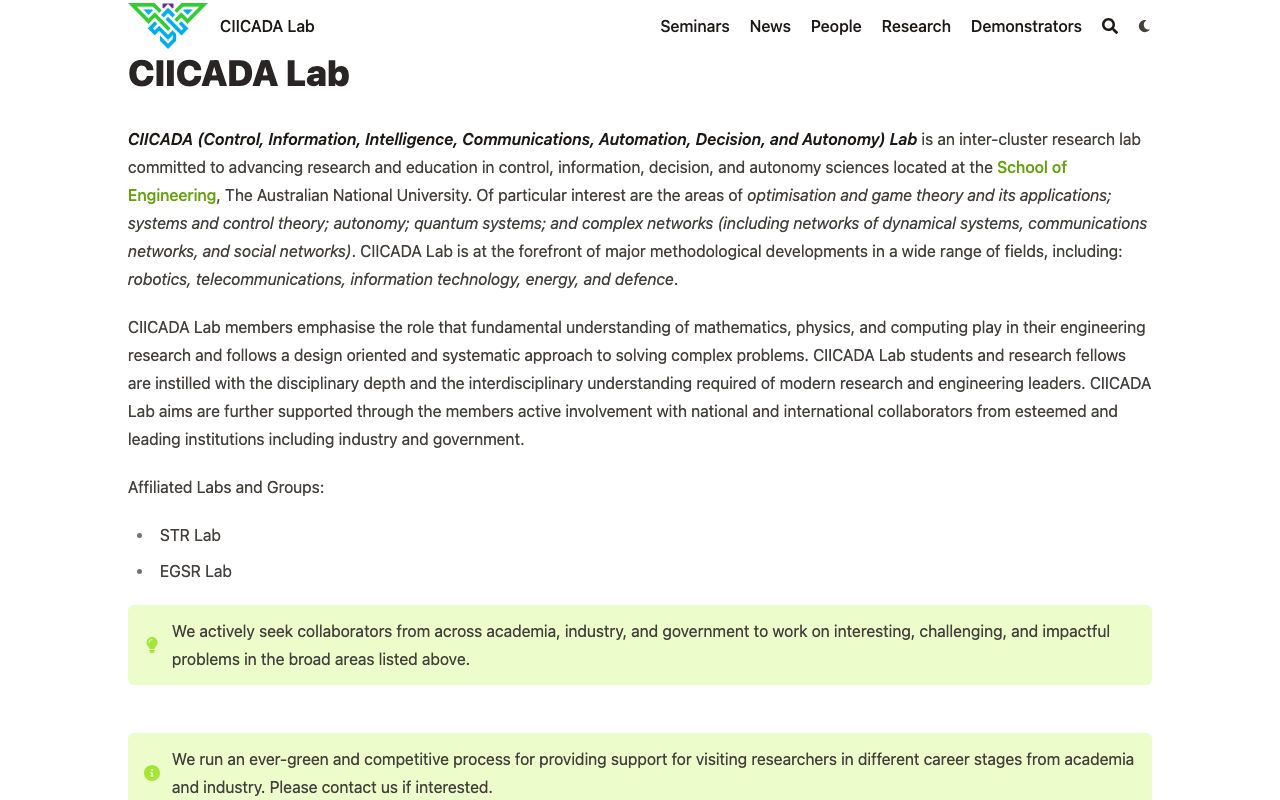 CIICADA Lab
Seminars
News
People
Research
Demonstrators
CIICADA Lab
CIICADA (Control, Information, Intelligence, Communications, Automation, Decision, and Autonomy) Lab is an inter-cluster research lab
committed to advancing research and education in control, information, decision, and autonomy sciences located at the School of
Engineering, The Australian National University. Of particular interest are the areas of optimisation and game theory and its applications;
systems and control theory; autonomy; quantum systems; and complex networks (including networks of dynamical systems, communications
networks, and social networks). CIICADA Lab is at the forefront of major methodological developments in a wide range of fields, including:
robotics, telecommunications, information technology, energy, and defence.
CIICADA Lab members emphasise the role that fundamental understanding of mathematics, physics, and computing play in their engineering
research and follows a design oriented and systematic approach to solving complex problems. CIICADA Lab students and research fellows
are instilled with the disciplinary depth and the interdisciplinary understanding required of modern research and engineering leaders. CIICADA
Lab aims are further supported through the members active involvement with national and international collaborators from esteemed and
leading institutions including industry and government.
Affiliated Labs and Groups:
STR Lab
EGSR Lab
We actively seek collaborators from across academia, industry, and government to work on interesting, challenging, and impactful
problems in the broad areas listed above.
We run an ever-green and competitive process for providing support for visiting researchers in different career stages from academia
and industry. Please contact us if interested.